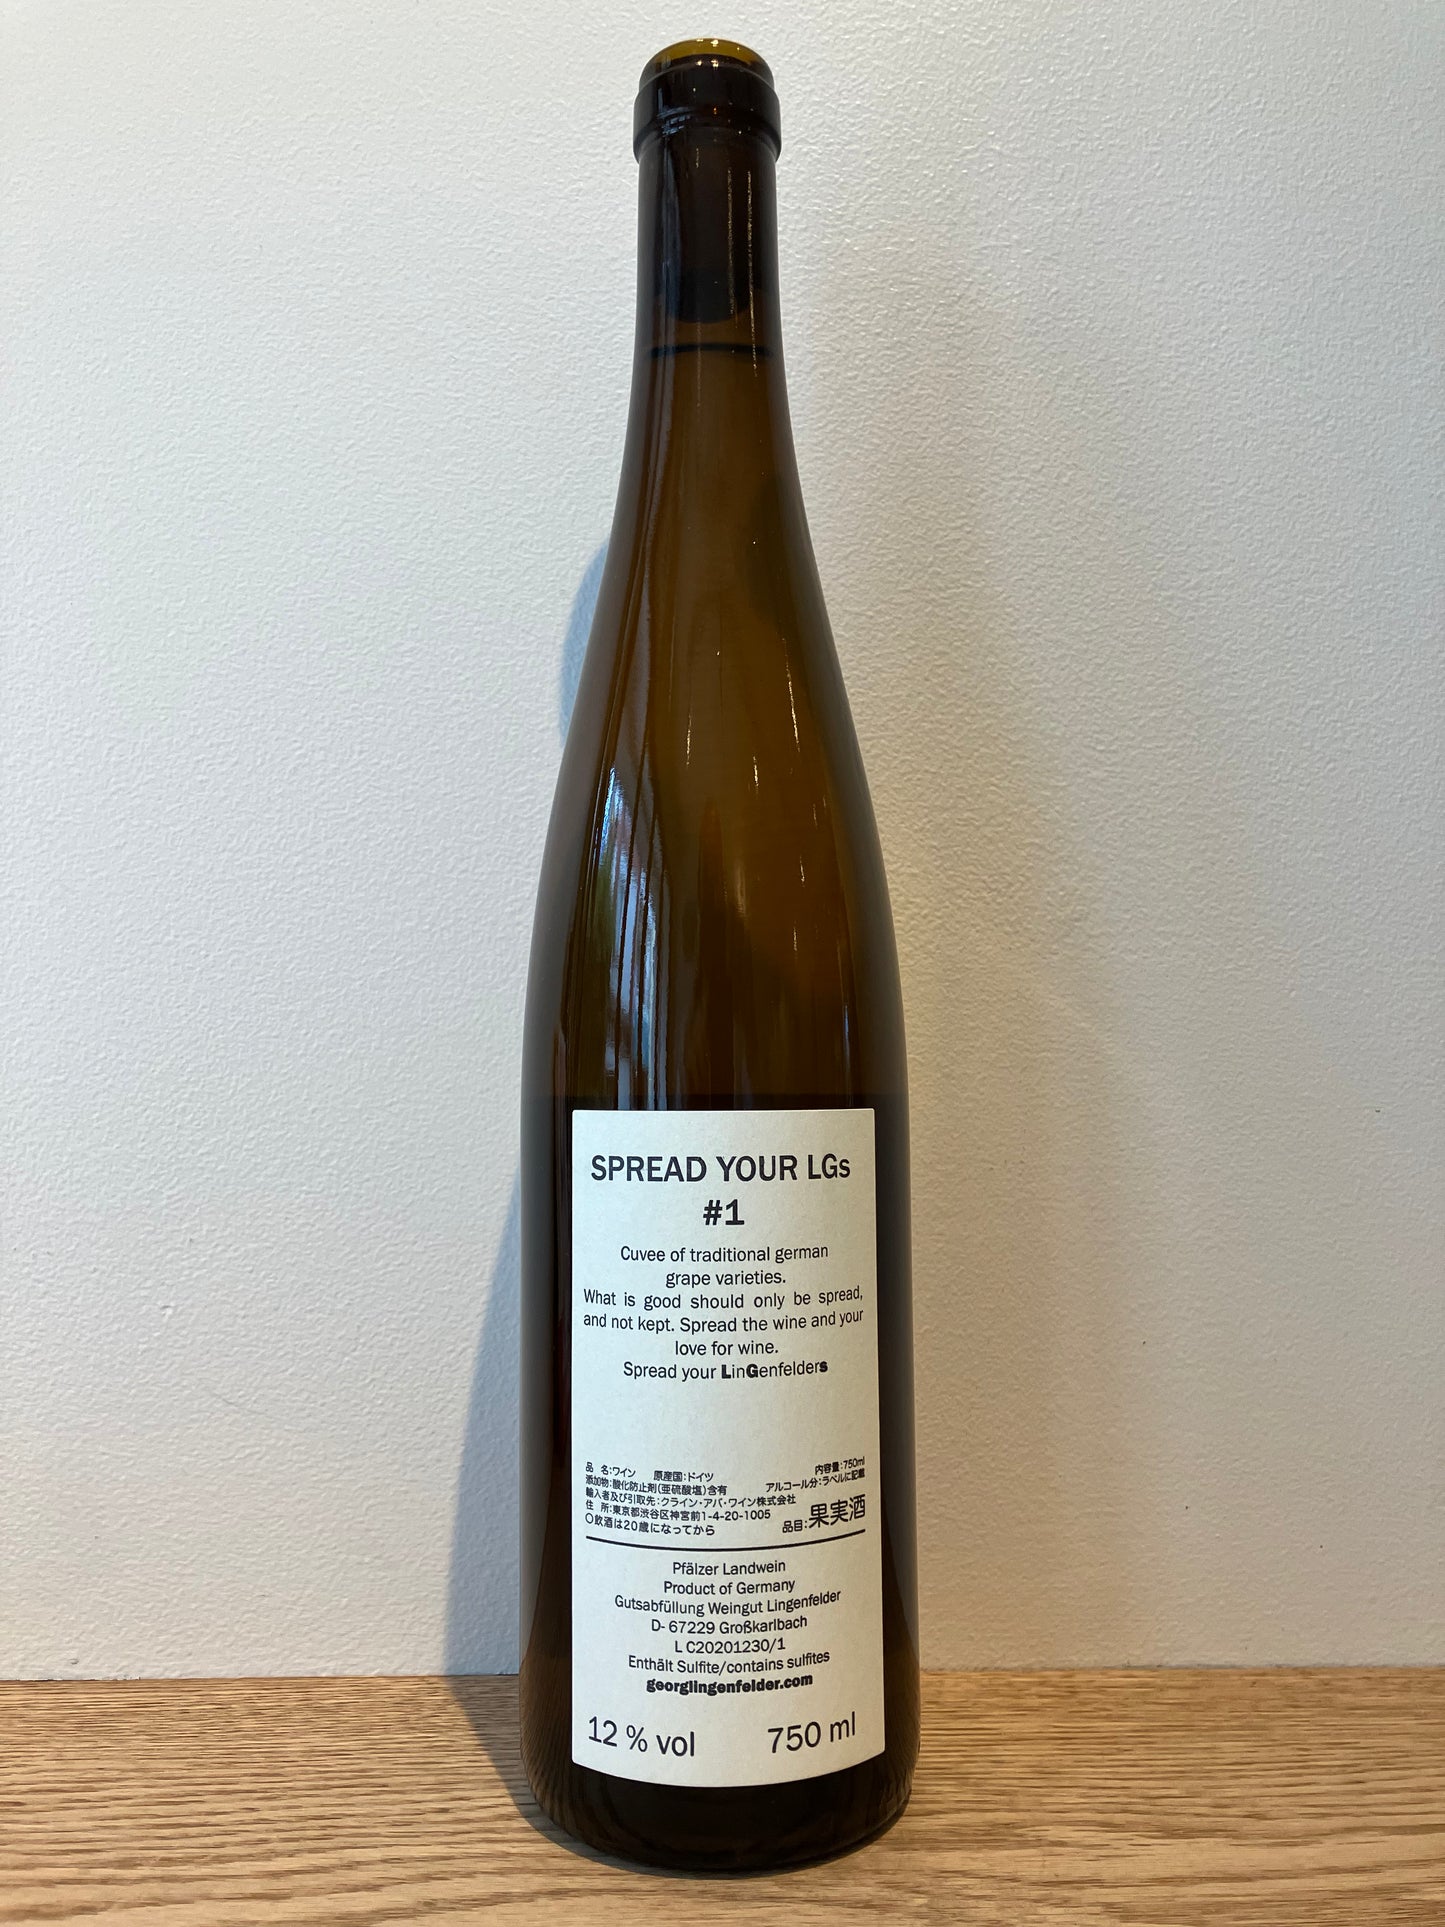 SPREAD YOUR LGs
#1
Cuvee of traditional german
grape varieties.
What is good should only be spread,
and not kept. Spread the wine and your
love for wine.
Spread your LinGenfelders
品 名:ワイン 原産国:ドイツ 内容量:750ml
添加物:酸化防止剤(亜硫酸塩)含有 アルコール分:ラベルに記載
輸入者及び引取先:クライン・アバ・ワイン株式会社
住 所:東京都渋谷区神宮前1-4-20-1005
○飲酒は20歳になってから 品目:果実酒
Pfälzer Landwein
Product of Germany
Gutsabfüllung Weingut Lingenfelder
D- 67229 Großkarlbach
L C20201230/1
Enthält Sulfite/contains sulfites
georglingenfelder.com
12 % vol 750 ml